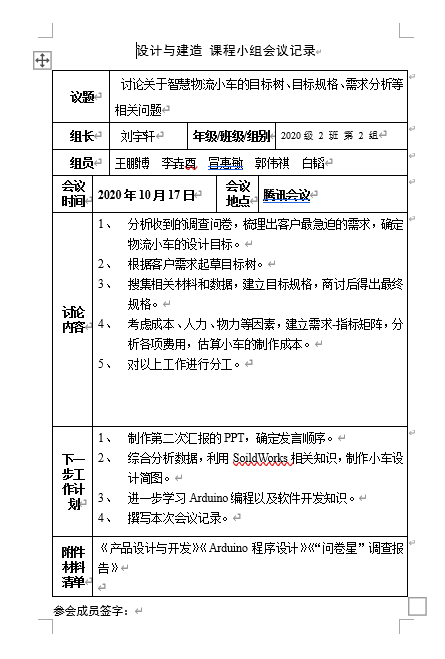 设计与建造 课程小组会议记录
议题 讨论关于智慧物流小车的目标树、目标规格、需求分析等
相关问题
组长 刘宇轩 年级/班级/组别 2020 级 2 班 第 2 组
组员 王鹏博 李垚酉 冒惠敏 郭伟祺 白韬
会议
时间 2020 年 10 月 17 日 会议
地点 腾讯会议
讨论
内容
1、 分析收到的调查问卷，梳理出客户最急迫的需求，确定
物流小车的设计目标。
2、 根据客户需求起草目标树。
3、 搜集相关材料和数据，建立目标规格，商讨后得出最终
规格。
4、 考虑成本、人力、物力等因素，建立需求-指标矩阵，分
析各项费用，估算小车的制作成本。
5、 对以上工作进行分工。
下一
步工
作计
划
1、 制作第二次汇报的 PPT，确定发言顺序。
2、 综合分析数据，利用 SoildWorks 相关知识，制作小车设
计简图。
3、 进一步学习 Arduino 编程以及软件开发知识。
4、 撰写本次会议记录。
附件
材料
清单
《产品设计与开发》《Arduino 程序设计》《“问卷星”调查报
告》
参会成员签字：